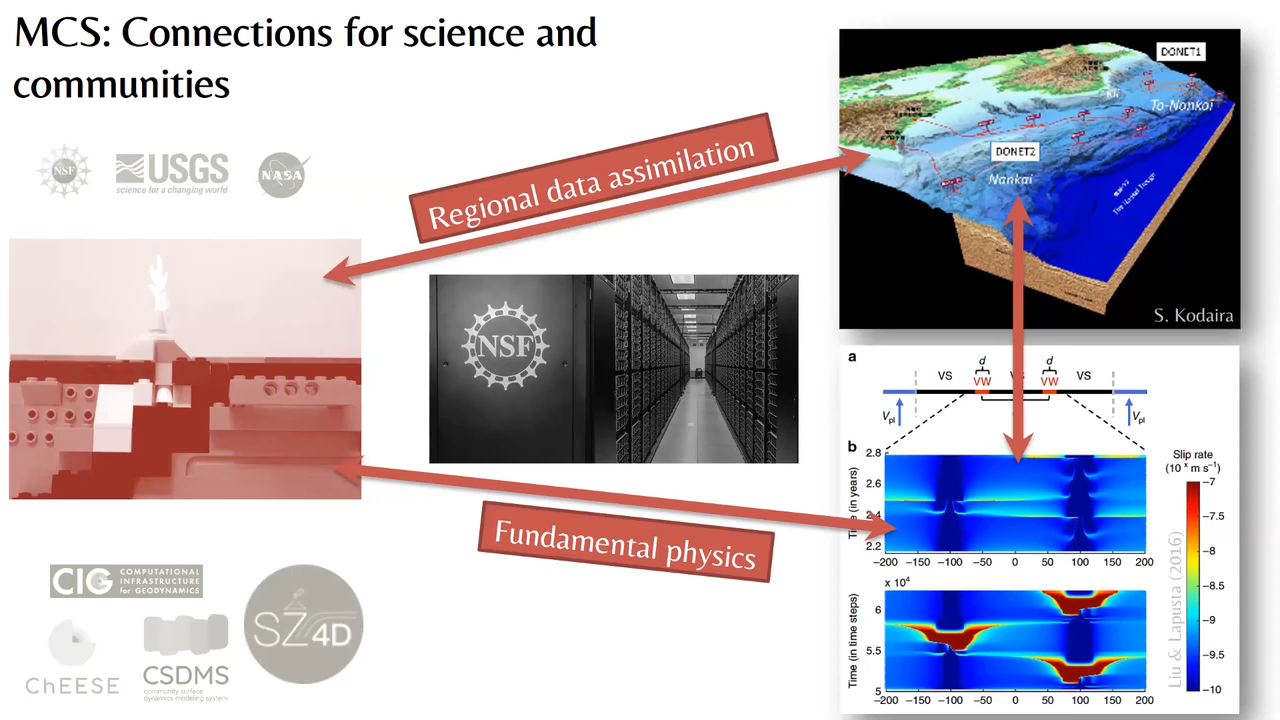 MCS: Connections for science and
communities
NSF
USGS
science for a changing world
NASA
Regional data assimilation
DONET1
Kii
To-Nankai
DONET2
Nankai
S. Kodaira
NSF
Fundamental physics
a
d
d
VS
VW
VS
VW
VS
Vpl
Vpl
b
Time (in years)
2.8
2.6
2.4
2.2
−200 −150 −100 −50 0 50 100 150 200
x 10⁴
Time (in time steps)
6
5.5
5
−200 −150 −100 −50 0 50 100 150 200
Slip rate
(10 ˣ m s⁻¹)
−7
−7.5
−8
−8.5
−9
−9.5
−10
Liu & Lapusta (2016)
CIG COMPUTATIONAL
INFRASTRUCTURE
for GEODYNAMICS
SZ4D
ChEESE
CSDMS
community surface
dynamics modeling system